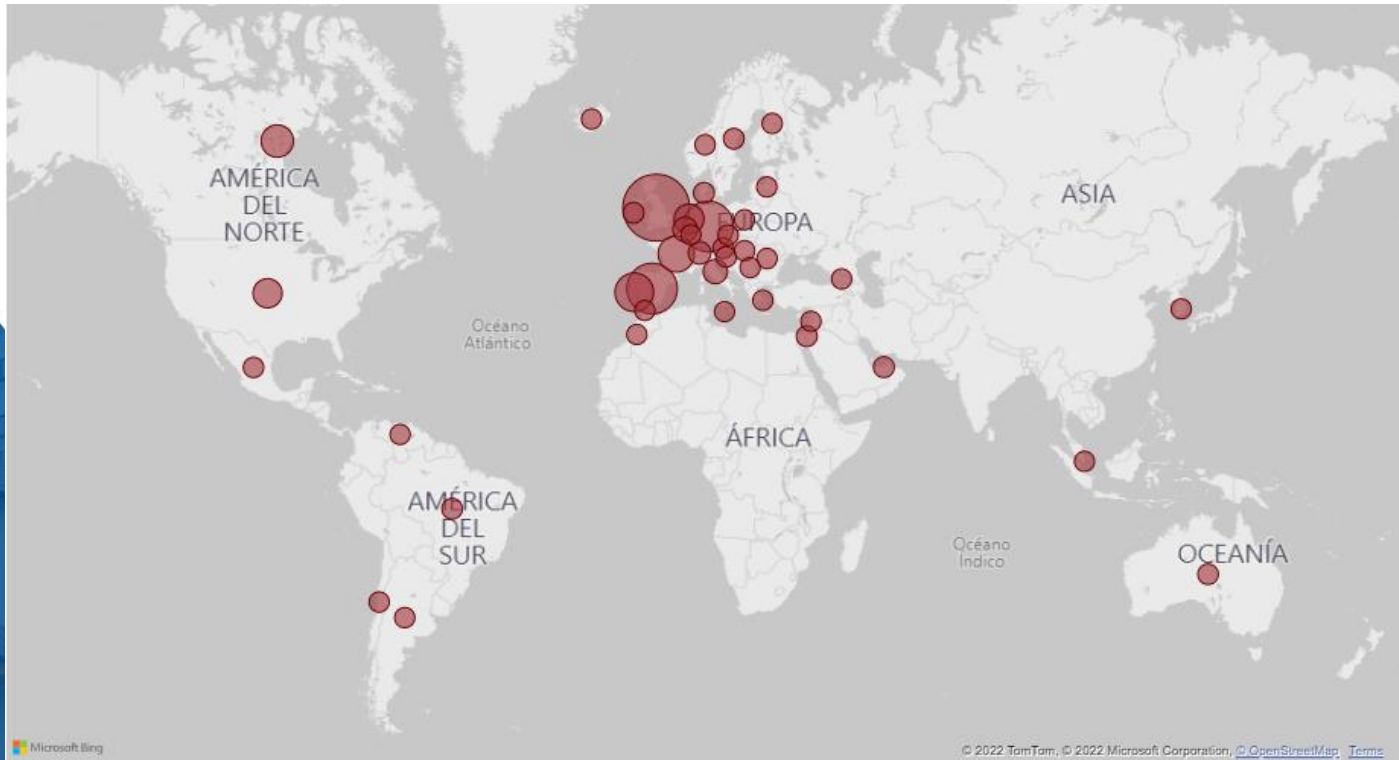 AMÉRICA
DEL
NORTE
EUROPA
ASIA
Océano
Atlántico
ÁFRICA
AMÉRICA
DEL
SUR
Océano
Índico
OCEANÍA
Microsoft Bing
© 2022 TomTom, © 2022 Microsoft Corporation, © OpenStreetMap Terms